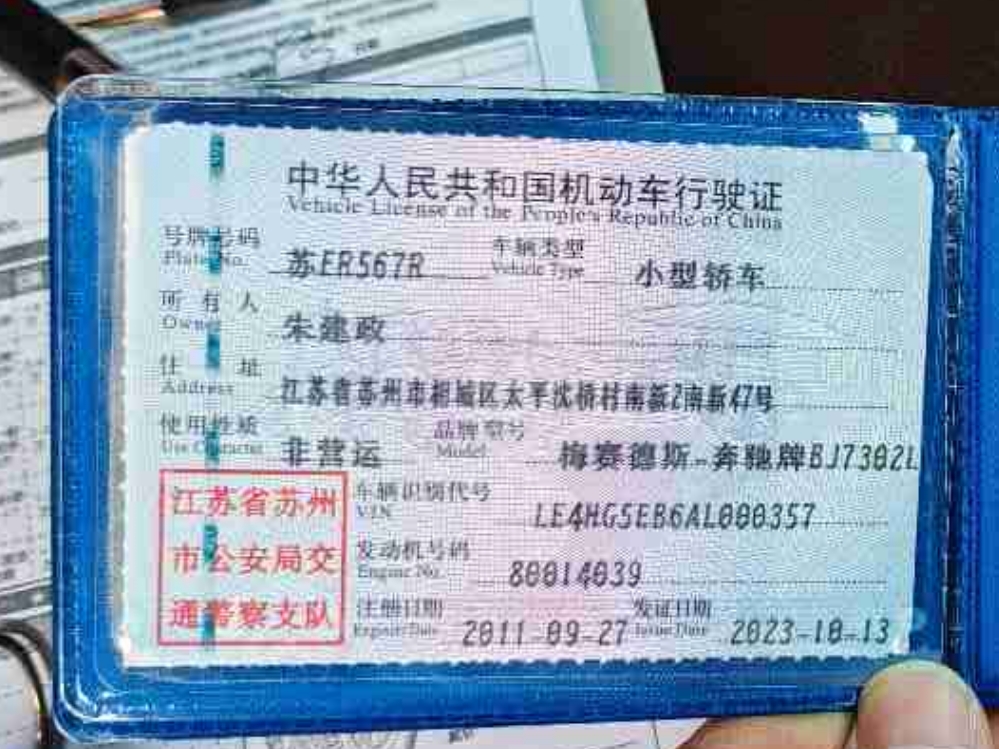 中华人民共和国机动车行驶证
Vehicle License of the People's Republic of China
号牌号码 苏ER567R 车辆类型 小型轿车
Plate No. Vehicle Type
所有人 朱建政
Owner
住址 江苏省苏州市相城区太平沈桥村南新2南新47号
Address
使用性质 非营运 品牌型号 梅赛德斯-奔驰牌BJ7302L
Use Character Model
江苏省苏州
市公安局交
通警察支队
车辆识别代号 LE4HG5EB6AL000357
VIN
发动机号码 80014039
Engine No.
注册日期 2011-09-27 发证日期 2023-10-13
Register Date Issue Date